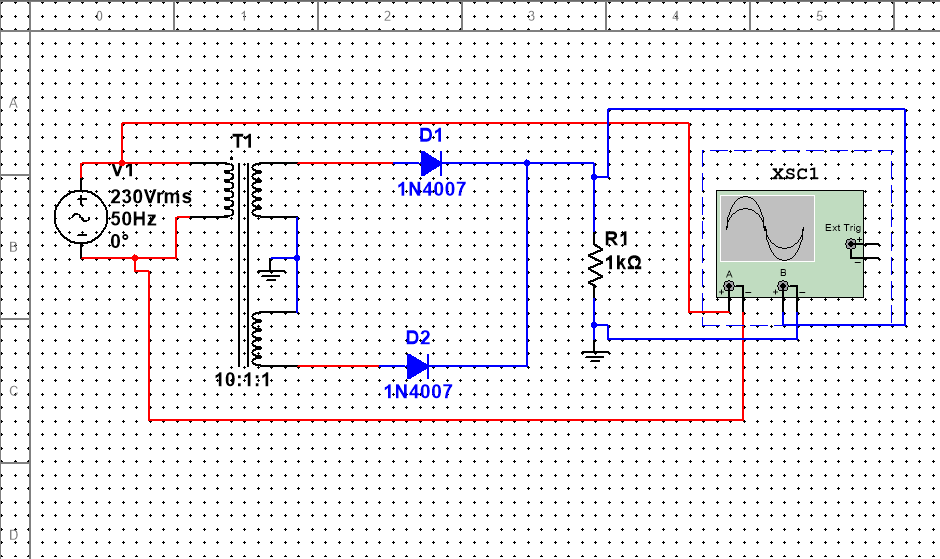 0 1 2 3 4 5
A
T1
D1
V1
1N4007
XSC1
230Vrms
50Hz
0°
Ext Trig
+
−
B
R1
1kΩ
A
B
+ − + −
D2
10:1:1
1N4007
C
D